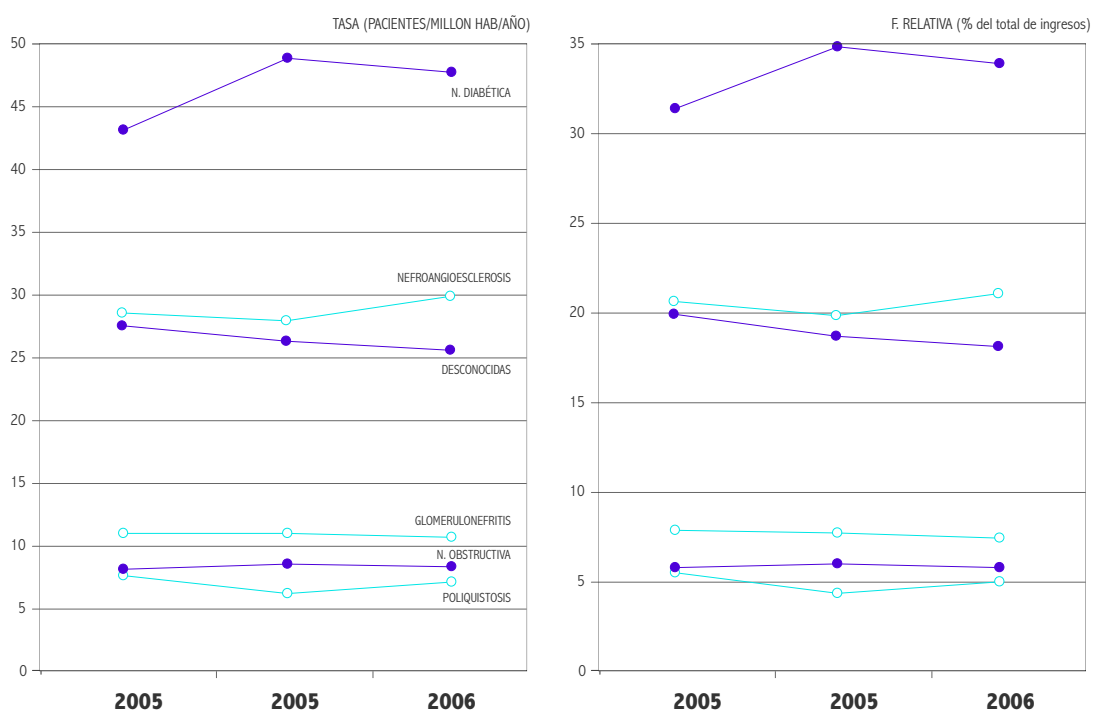 TASA (PACIENTES/MILLON HAB/AÑO)
50
45
40
35
30
25
20
15
10
5
0
N. DIABÉTICA
NEFROANGIOESCLEROSIS
DESCONOCIDAS
GLOMERULONEFRITIS
N. OBSTRUCTIVA
POLIQUISTOSIS
2005 2005 2006
F. RELATIVA (% del total de ingresos)
35
30
25
20
15
10
5
0
2005 2005 2006